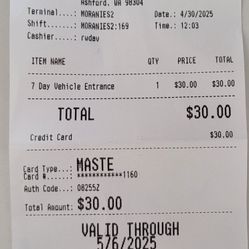 Ashford, WA 98304
Terminal....: MORANIES2 Date.: 4/30/2025
Shift.......: MORANIES2:169 Time.: 12:03
Cashier.....: rwday
ITEM NAME QTY PRICE TOTAL
7 Day Vehicle Entrance 1 $30.00 $30.00
TOTAL $30.00
Credit Card $30.00
Card Type...: MASTE
Card #......: ************1160
Auth Code...: 08255Z
Total Amount: $30.00
VALID THROUGH
5/6/2025